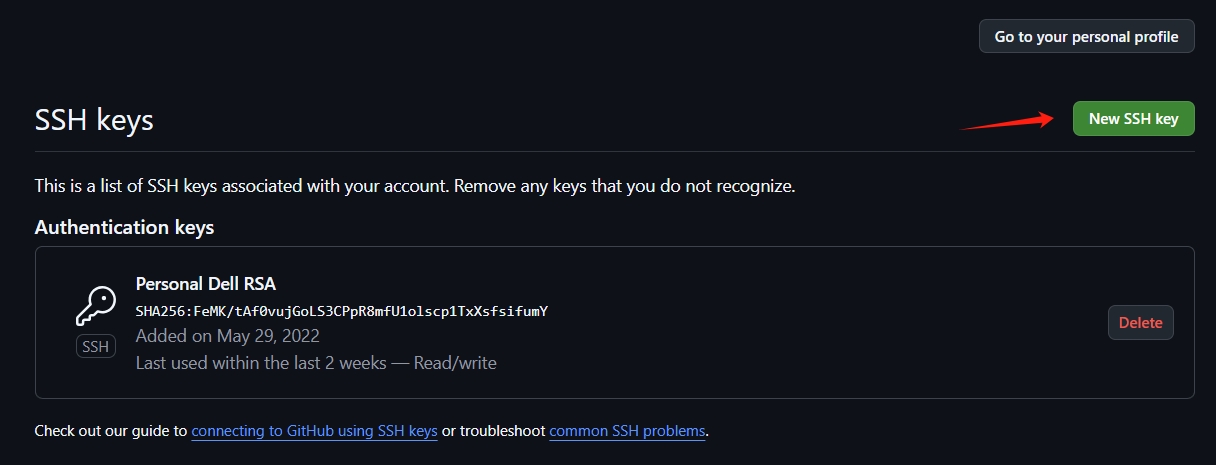 Go to your personal profile
SSH keys
New SSH key
This is a list of SSH keys associated with your account. Remove any keys that you do not recognize.
Authentication keys
Personal Dell RSA
SHA256:FeMK/tAf0vujGoLS3CPpR8mfU1olscp1TxXsfsifumY
Added on May 29, 2022
Last used within the last 2 weeks — Read/write
SSH
Delete
Check out our guide to connecting to GitHub using SSH keys or troubleshoot common SSH problems.